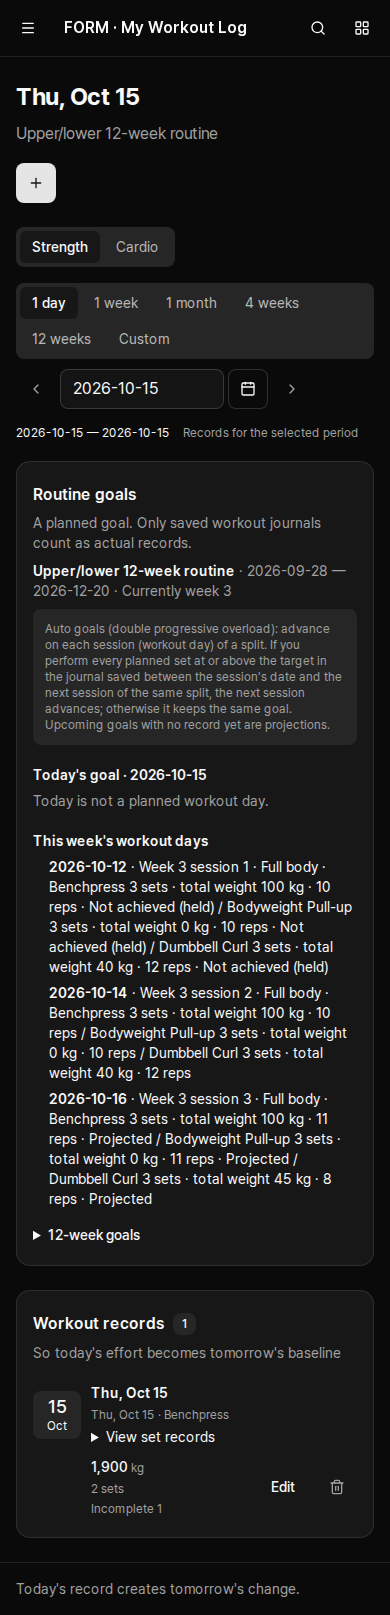 FORM · My Workout Log
Thu, Oct 15
Upper/lower 12-week routine
Strength
Cardio
1 day
1 week
1 month
4 weeks
12 weeks
Custom
2026-10-15
2026-10-15 — 2026-10-15 Records for the selected period
Routine goals
A planned goal. Only saved workout journals
count as actual records.
Upper/lower 12-week routine · 2026-09-28 —
2026-12-20 · Currently week 3
Auto goals (double progressive overload): advance
on each session (workout day) of a split. If you
perform every planned set at or above the target in
the journal saved between the session's date and the
next session of the same split, the next session
advances; otherwise it keeps the same goal.
Upcoming goals with no record yet are projections.
Today's goal · 2026-10-15
Today is not a planned workout day.
This week's workout days
2026-10-12 · Week 3 session 1 · Full body ·
Benchpress 3 sets · total weight 100 kg · 10
reps · Not achieved (held) / Bodyweight Pull-up
3 sets · total weight 0 kg · 10 reps · Not
achieved (held) / Dumbbell Curl 3 sets · total
weight 40 kg · 12 reps · Not achieved (held)
2026-10-14 · Week 3 session 2 · Full body ·
Benchpress 3 sets · total weight 100 kg · 10
reps / Bodyweight Pull-up 3 sets · total weight
0 kg · 10 reps / Dumbbell Curl 3 sets · total
weight 40 kg · 12 reps
2026-10-16 · Week 3 session 3 · Full body ·
Benchpress 3 sets · total weight 100 kg · 11
reps · Projected / Bodyweight Pull-up 3 sets ·
total weight 0 kg · 11 reps · Projected /
Dumbbell Curl 3 sets · total weight 45 kg · 8
reps · Projected
12-week goals
Workout records 1
So today's effort becomes tomorrow's baseline
15
Oct
Thu, Oct 15
Thu, Oct 15 · Benchpress
View set records
1,900 kg
2 sets
Incomplete 1
Edit
Today's record creates tomorrow's change.